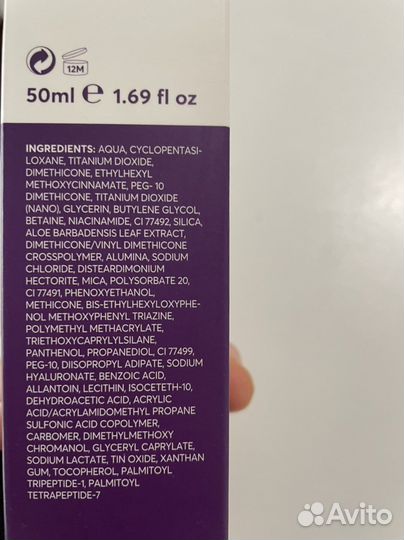 12M
50ml e 1.69 fl oz
INGREDIENTS: AQUA, CYCLOPENTASI-
LOXANE, TITANIUM DIOXIDE,
DIMETHICONE, ETHYLHEXYL
METHOXYCINNAMATE, PEG- 10
DIMETHICONE, TITANIUM DIOXIDE
(NANO), GLYCERIN, BUTYLENE GLYCOL,
BETAINE, NIACINAMIDE, CI 77492, SILICA,
ALOE BARBADENSIS LEAF EXTRACT,
DIMETHICONE/VINYL DIMETHICONE
CROSSPOLYMER, ALUMINA, SODIUM
CHLORIDE, DISTEARDIMONIUM
HECTORITE, MICA, POLYSORBATE 20,
CI 77491, PHENOXYETHANOL,
METHICONE, BIS-ETHYLHEXYLOXYPHE-
NOL METHOXYPHENYL TRIAZINE,
POLYMETHYL METHACRYLATE,
TRIETHOXYCAPRYLYLSILANE,
PANTHENOL, PROPANEDIOL, CI 77499,
PEG-10, DIISOPROPYL ADIPATE, SODIUM
HYALURONATE, BENZOIC ACID,
ALLANTOIN, LECITHIN, ISOCETETH-10,
DEHYDROACETIC ACID, ACRYLIC
ACID/ACRYLAMIDOMETHYL PROPANE
SULFONIC ACID COPOLYMER,
CARBOMER, DIMETHYLMETHOXY
CHROMANOL, GLYCERYL CAPRYLATE,
SODIUM LACTATE, TIN OXIDE, XANTHAN
GUM, TOCOPHEROL, PALMITOYL
TRIPEPTIDE-1, PALMITOYL
TETRAPEPTIDE-7
Avito